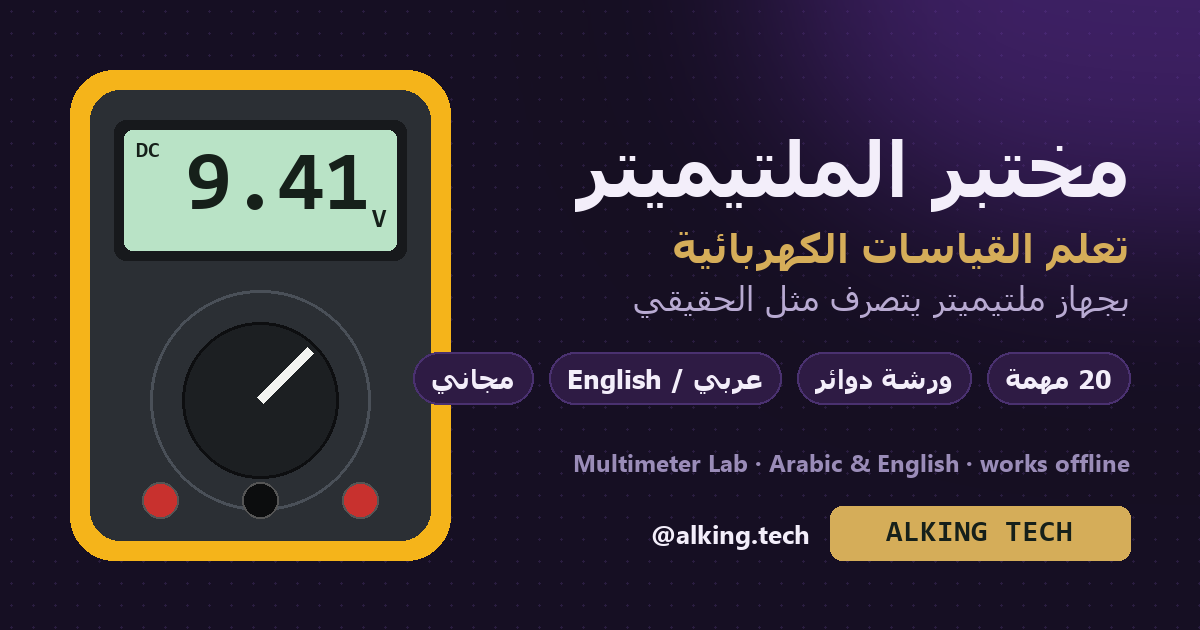 DC
9.41
V
مختبر الملتيميتر
تعلم القياسات الكهربائية
بجهاز ملتيميتر يتصرف مثل الحقيقي
20 مهمة
ورشة دوائر
عربي / English
مجاني
Multimeter Lab · Arabic & English · works offline
@alking.tech
ALKING TECH